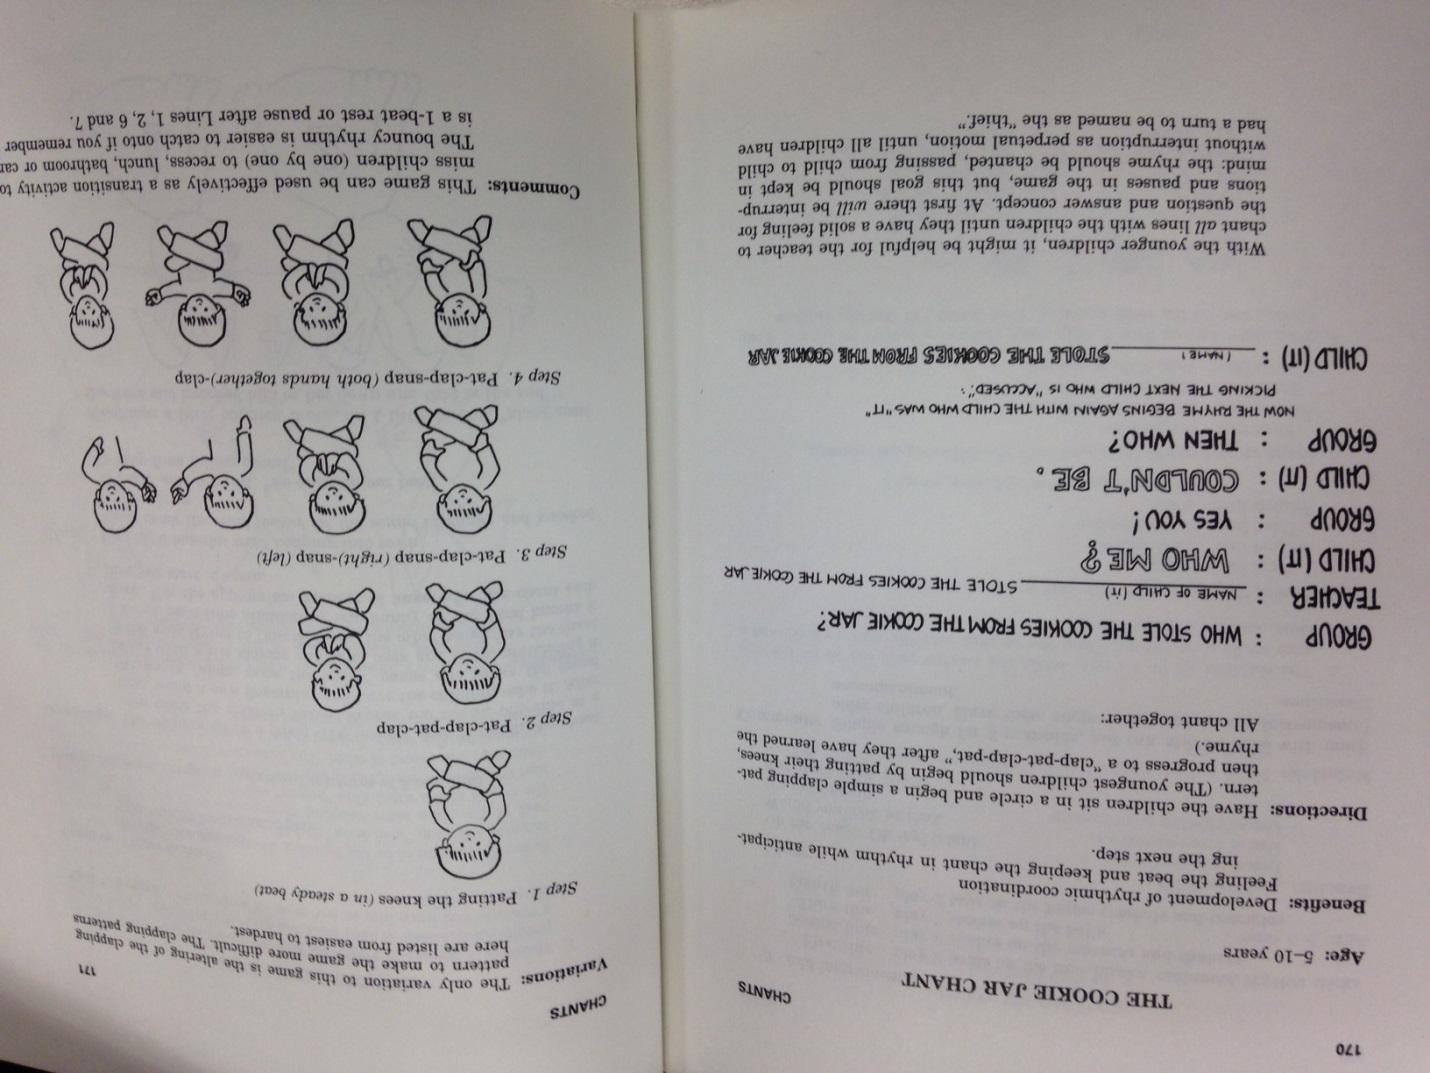 170
CHANTS
THE COOKIE JAR CHANT
Age: 5–10 years
Benefits: Development of rhythmic coordination
Feeling the beat and keeping the chant in rhythm while anticipat-
ing the next step.
Directions: Have the children sit in a circle and begin a simple clapping pat-
tern. (The youngest children should begin by patting their knees,
then progress to a “clap-pat-clap-pat,” after they have learned the
rhyme.)
All chant together:
GROUP : WHO STOLE THE COOKIES FROM THE COOKIE JAR?
TEACHER : NAME OF CHILD (IT) STOLE THE COOKIES FROM THE COOKIE JAR
CHILD (IT) : WHO ME?
GROUP : YES YOU!
CHILD (IT) : COULDN'T BE.
GROUP : THEN WHO?
NOW THE RHYME BEGINS AGAIN WITH THE CHILD WHO WAS "IT"
PICKING THE NEXT CHILD WHO IS "ACCUSED":
CHILD (IT) : (NAME) STOLE THE COOKIES FROM THE COOKIE JAR
With the younger children, it might be helpful for the teacher to
chant all lines with the children until they have a solid feeling for
the question and answer concept. At first there will be interrup-
tions and pauses in the game, but this goal should be kept in
mind: the rhyme should be chanted, passing from child to child
without interruption as perpetual motion, until all children have
had a turn to be named as the “thief.”
CHANTS
171
Variations: The only variation to this game is the altering of the clapping
pattern to make the game more difficult. The clapping patterns
here are listed from easiest to hardest.
Step 1. Patting the knees (in a steady beat)
Step 2. Pat-clap-pat-clap
Step 3. Pat-clap-snap (right)-snap (left)
Step 4. Pat-clap-snap (both hands together)-clap
Comments: This game can be used effectively as a transition activity to
miss children (one by one) to recess, lunch, bathroom or car
The bouncy rhythm is easier to catch onto if you remember
is a 1-beat rest or pause after Lines 1, 2, 6 and 7.